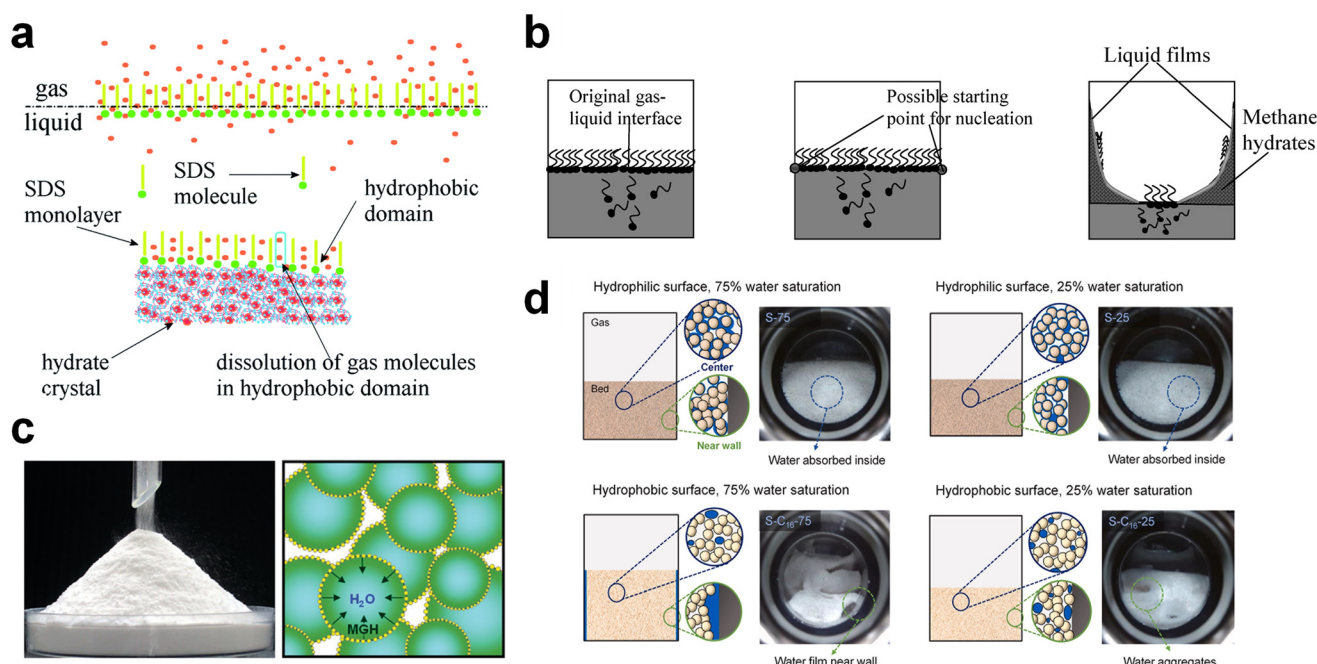 a
gas
liquid
SDS
molecule
SDS
monolayer
hydrophobic
domain
hydrate
crystal
dissolution of gas molecules
in hydrophobic domain
b
Original gas-
liquid interface
Possible starting
point for nucleation
Liquid films
Methane
hydrates
c
H₂O
MGH
d
Hydrophilic surface, 75% water saturation
Gas
Bed
Center
Near wall
S-75
Water absorbed inside
Hydrophilic surface, 25% water saturation
S-25
Water absorbed inside
Hydrophobic surface, 75% water saturation
S-C₁₆-75
Water film near wall
Hydrophobic surface, 25% water saturation
S-C₁₆-25
Water aggregates